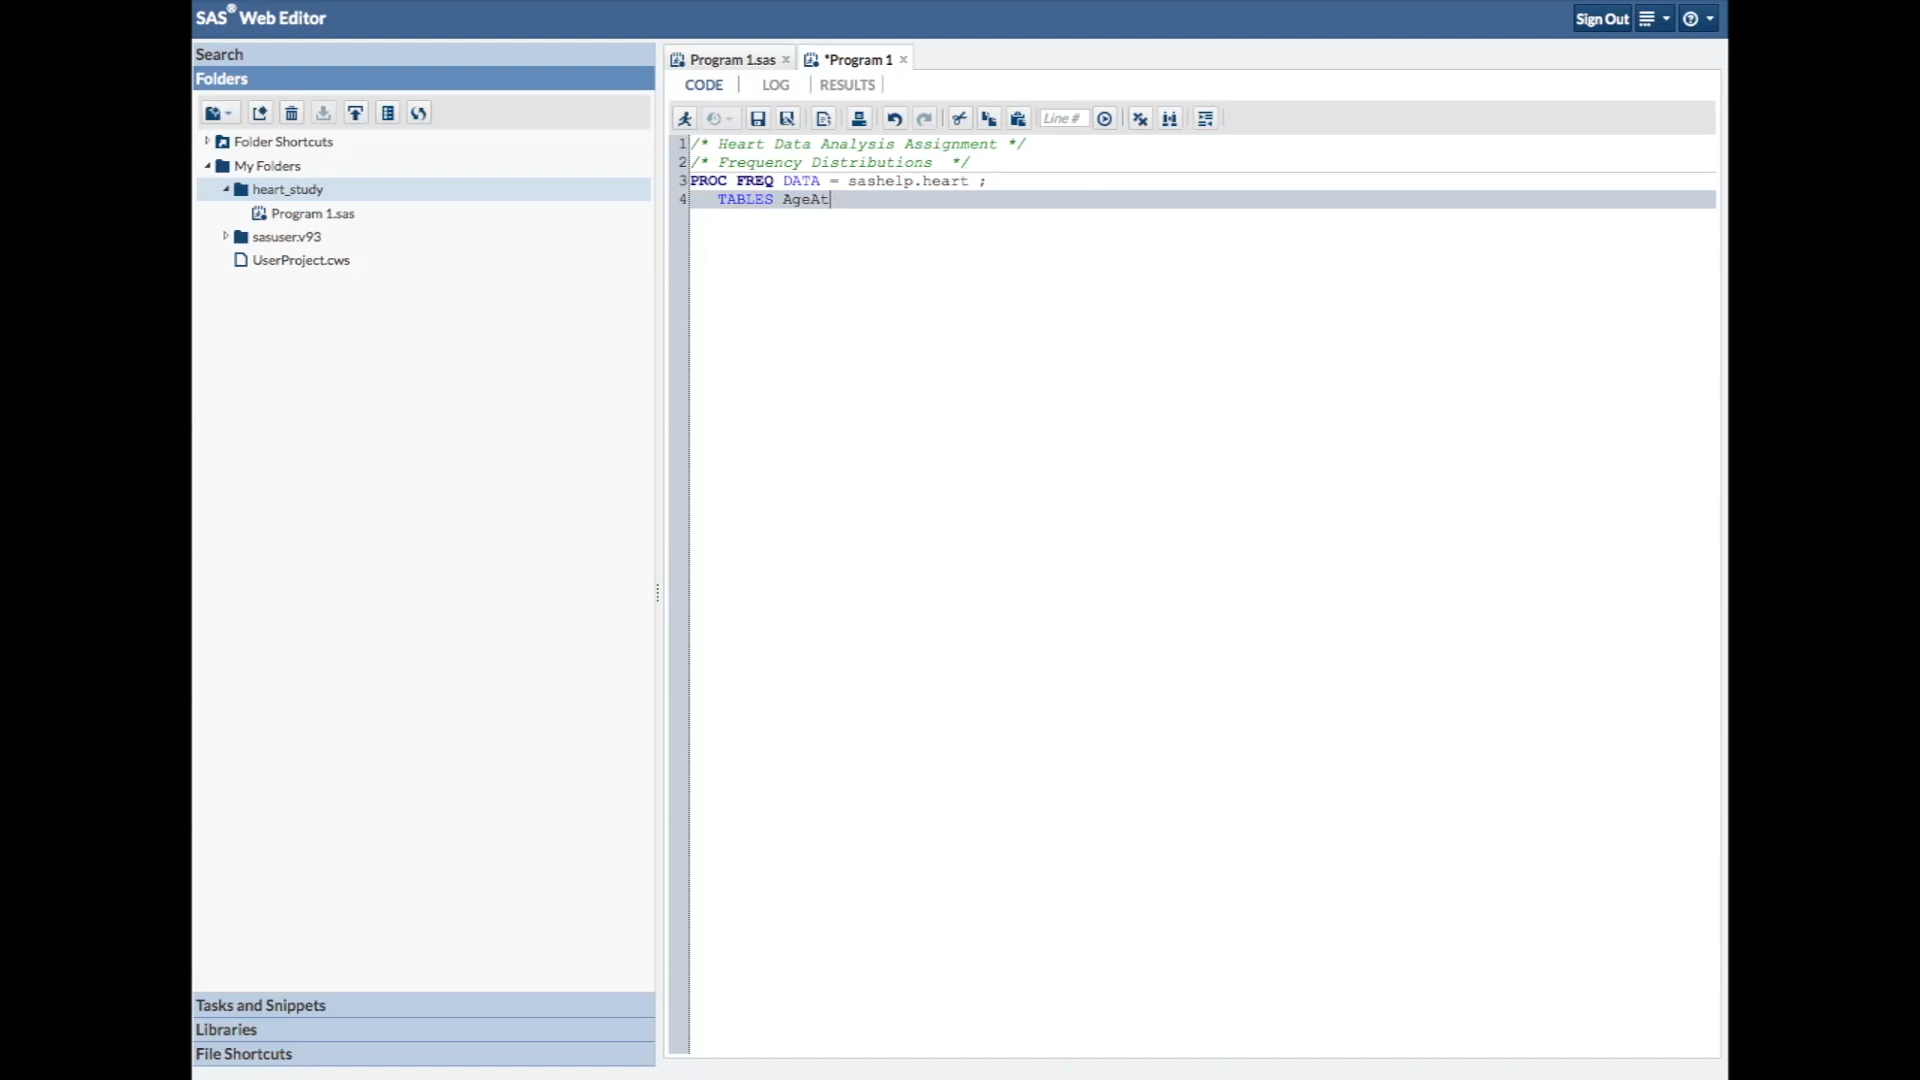 SAS® Web Editor
Sign Out
Search
Folders
Folder Shortcuts
My Folders
heart_study
Program 1.sas
sasuser.v93
UserProject.cws
Tasks and Snippets
Libraries
File Shortcuts
Program 1.sas
*Program 1
CODE
LOG
RESULTS
Line #
1 /* Heart Data Analysis Assignment */
2 /* Frequency Distributions  */
3 PROC FREQ DATA = sashelp.heart ;
4    TABLES AgeAt